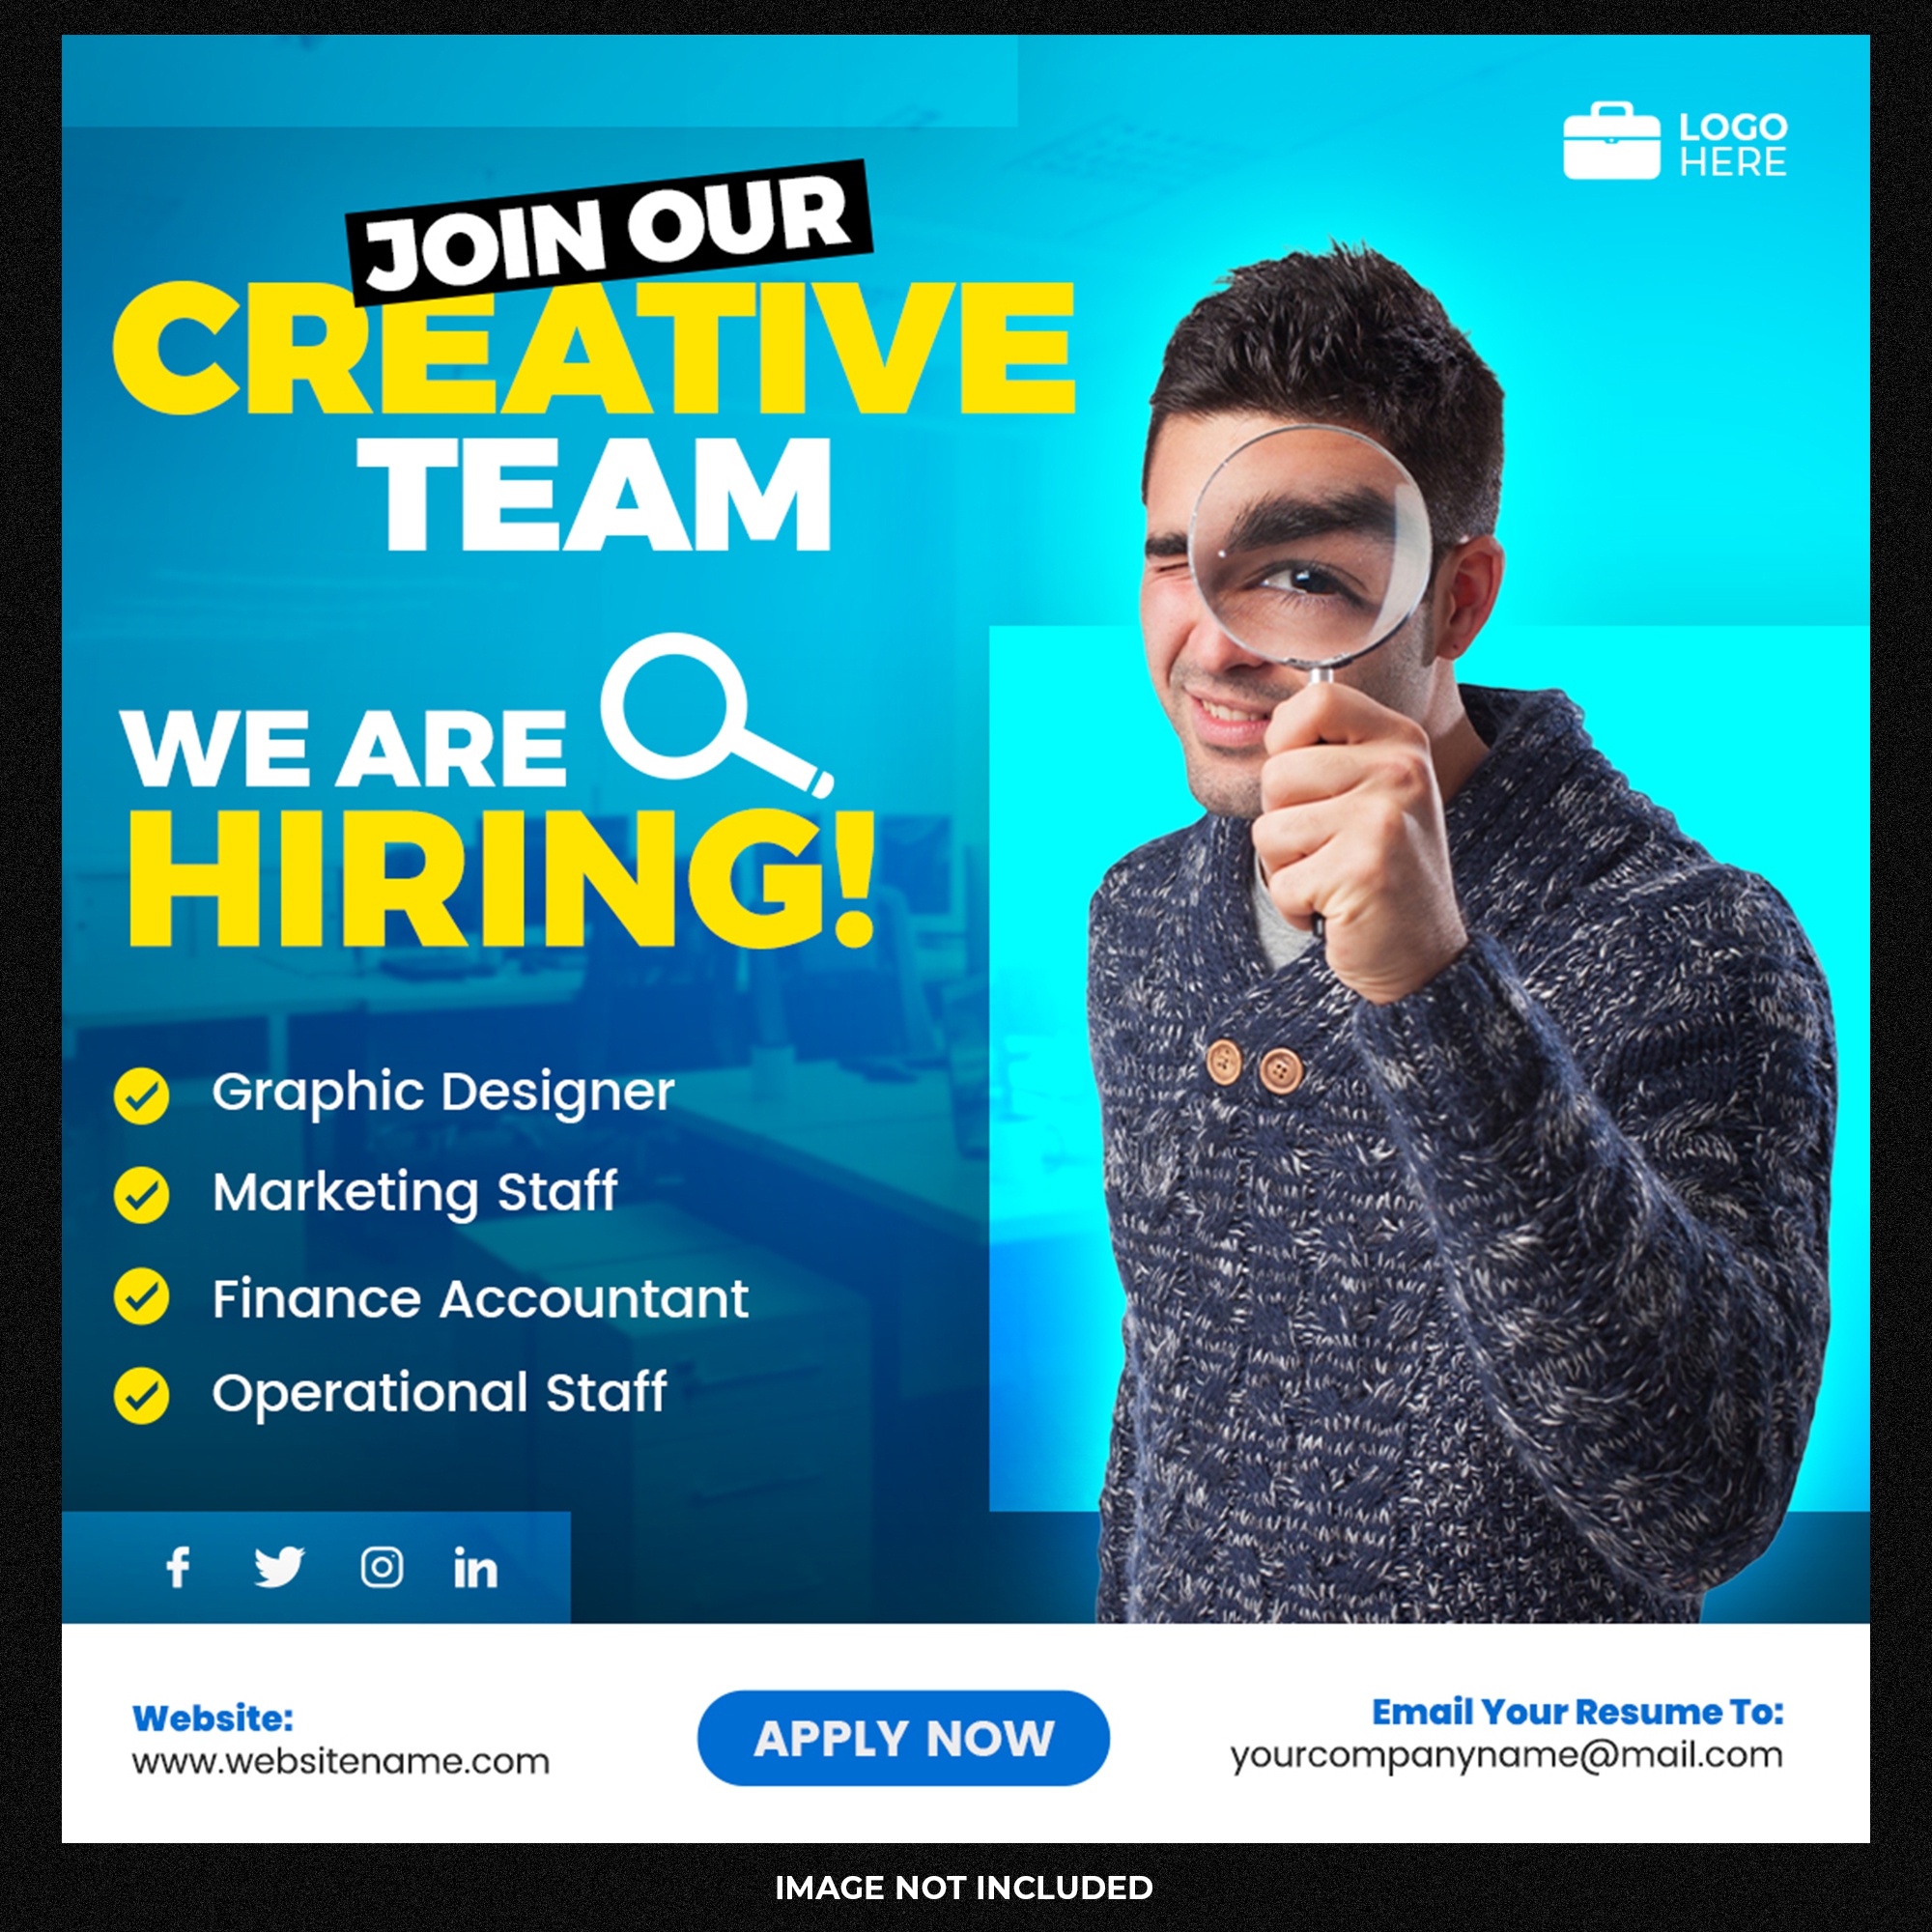 LOGO
HERE
JOIN OUR
CREATIVE
TEAM
WE ARE
HIRING!
Graphic Designer
Marketing Staff
Finance Accountant
Operational Staff
Website:
www.websitename.com
APPLY NOW
Email Your Resume To:
yourcompanyname@mail.com
IMAGE NOT INCLUDED